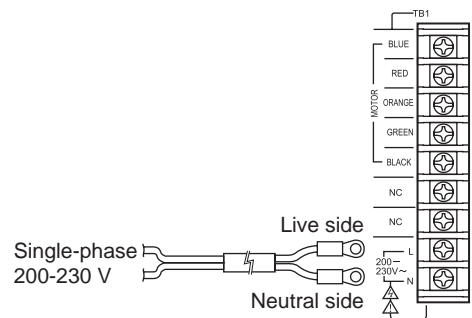 TB1
BLUE
RED
ORANGE
GREEN
BLACK
MOTOR
NC
NC
Live side
L
Single-phase
200-230 V
200–
230V~
N
Neutral side